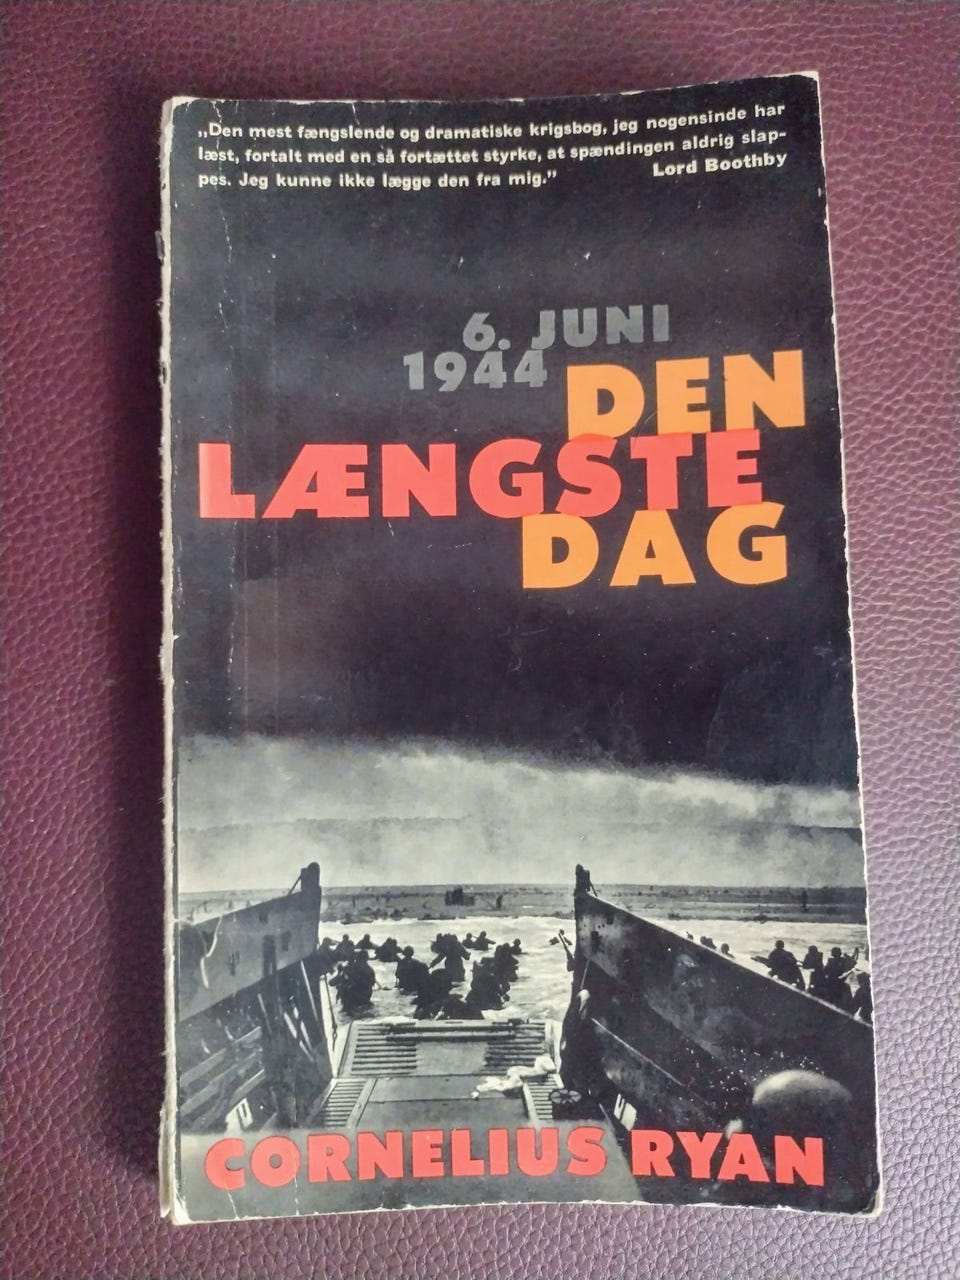 „Den mest fængslende og dramatiske krigsbog, jeg nogensinde har
læst, fortalt med en så fortættet styrke, at spændingen aldrig slap-
pes. Jeg kunne ikke lægge den fra mig.” Lord Boothby
6. JUNI
1944
DEN
LÆNGSTE
DAG
CORNELIUS RYAN